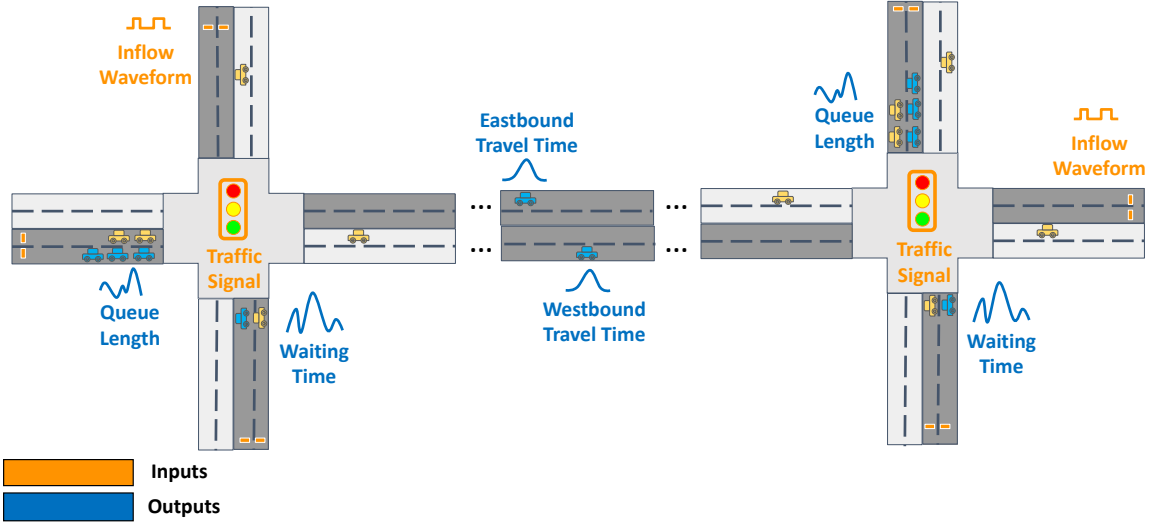 Inflow
Waveform
Eastbound
Travel Time
Queue
Length
Inflow
Waveform
...
...
...
...
Traffic
Signal
Traffic
Signal
Queue
Length
Waiting
Time
Westbound
Travel Time
Waiting
Time
Inputs
Outputs